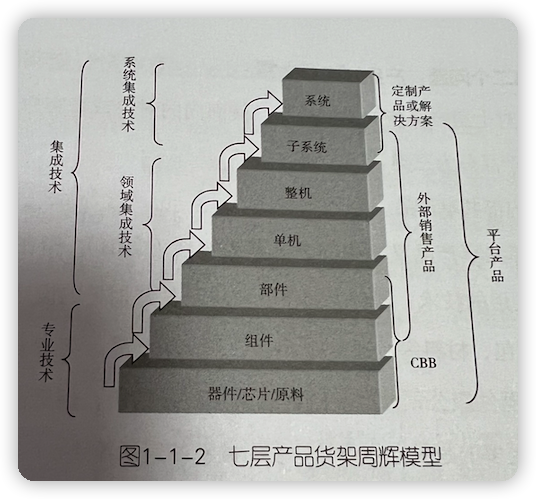 集成技术
专业技术
系统集成技术
领域集成技术
系统
子系统
整机
单机
部件
组件
器件/芯片/原料
定制产
品或解
决方案
外部销售产品
CBB
平台产品
图1-1-2 七层产品货架周辉模型